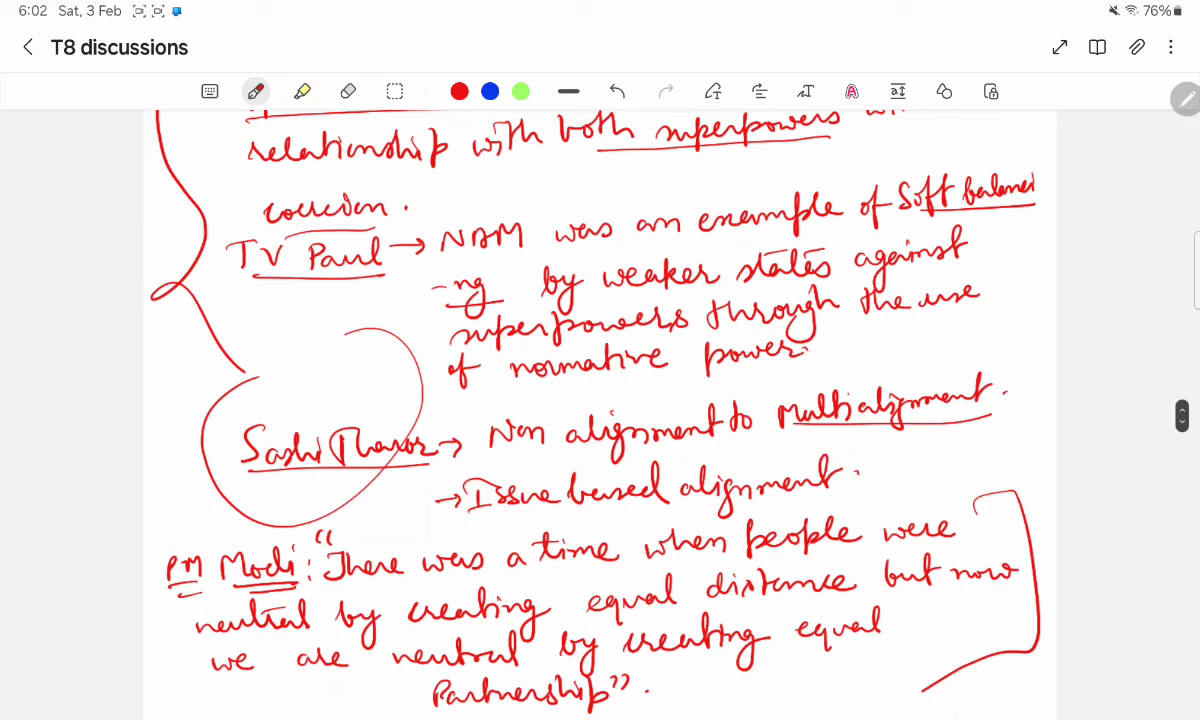 6:02 Sat, 3 Feb 76%
T8 discussions
relationship with both superpowers
TV Paul → NAM was an example of Soft balanci
-ng by weaker states against
superpowers through the use
of normative power.
Sashi Tharor → Non alignment to Multialignment.
→ Issue based alignment.
PM Modi: "There was a time when people were
neutral by creating equal distance but now
we are neutral by creating equal
Partnership".